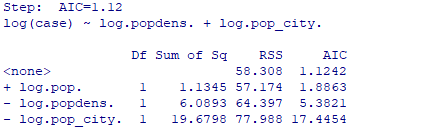 Step:  AIC=1.12
log(case) ~ log.popdens. + log.pop_city.
Df Sum of Sq RSS AIC
<none> 58.308 1.1242
+ log.pop. 1 1.1345 57.174 1.8863
- log.popdens. 1 6.0893 64.397 5.3821
- log.pop_city. 1 19.6798 77.988 17.4454